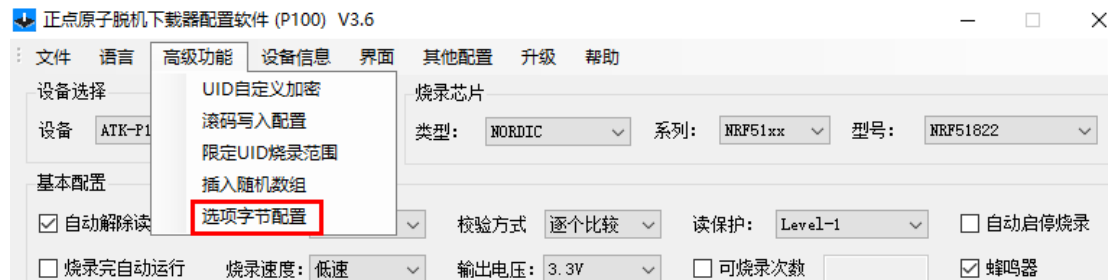 正点原子脱机下载器配置软件 (P100) V3.6
文件 语言 高级功能 设备信息 界面 其他配置 升级 帮助
设备选择
设备 ATK-P1
UID自定义加密
滚码写入配置
限定UID烧录范围
插入随机数组
选项字节配置
烧录芯片
类型: NORDIC 系列: NRF51xx 型号: NRF51822
基本配置
自动解除读 校验方式 逐个比较 读保护: Level-1 自动启停烧录
烧录完自动运行 烧录速度: 低速 输出电压: 3.3V 可烧录次数 蜂鸣器